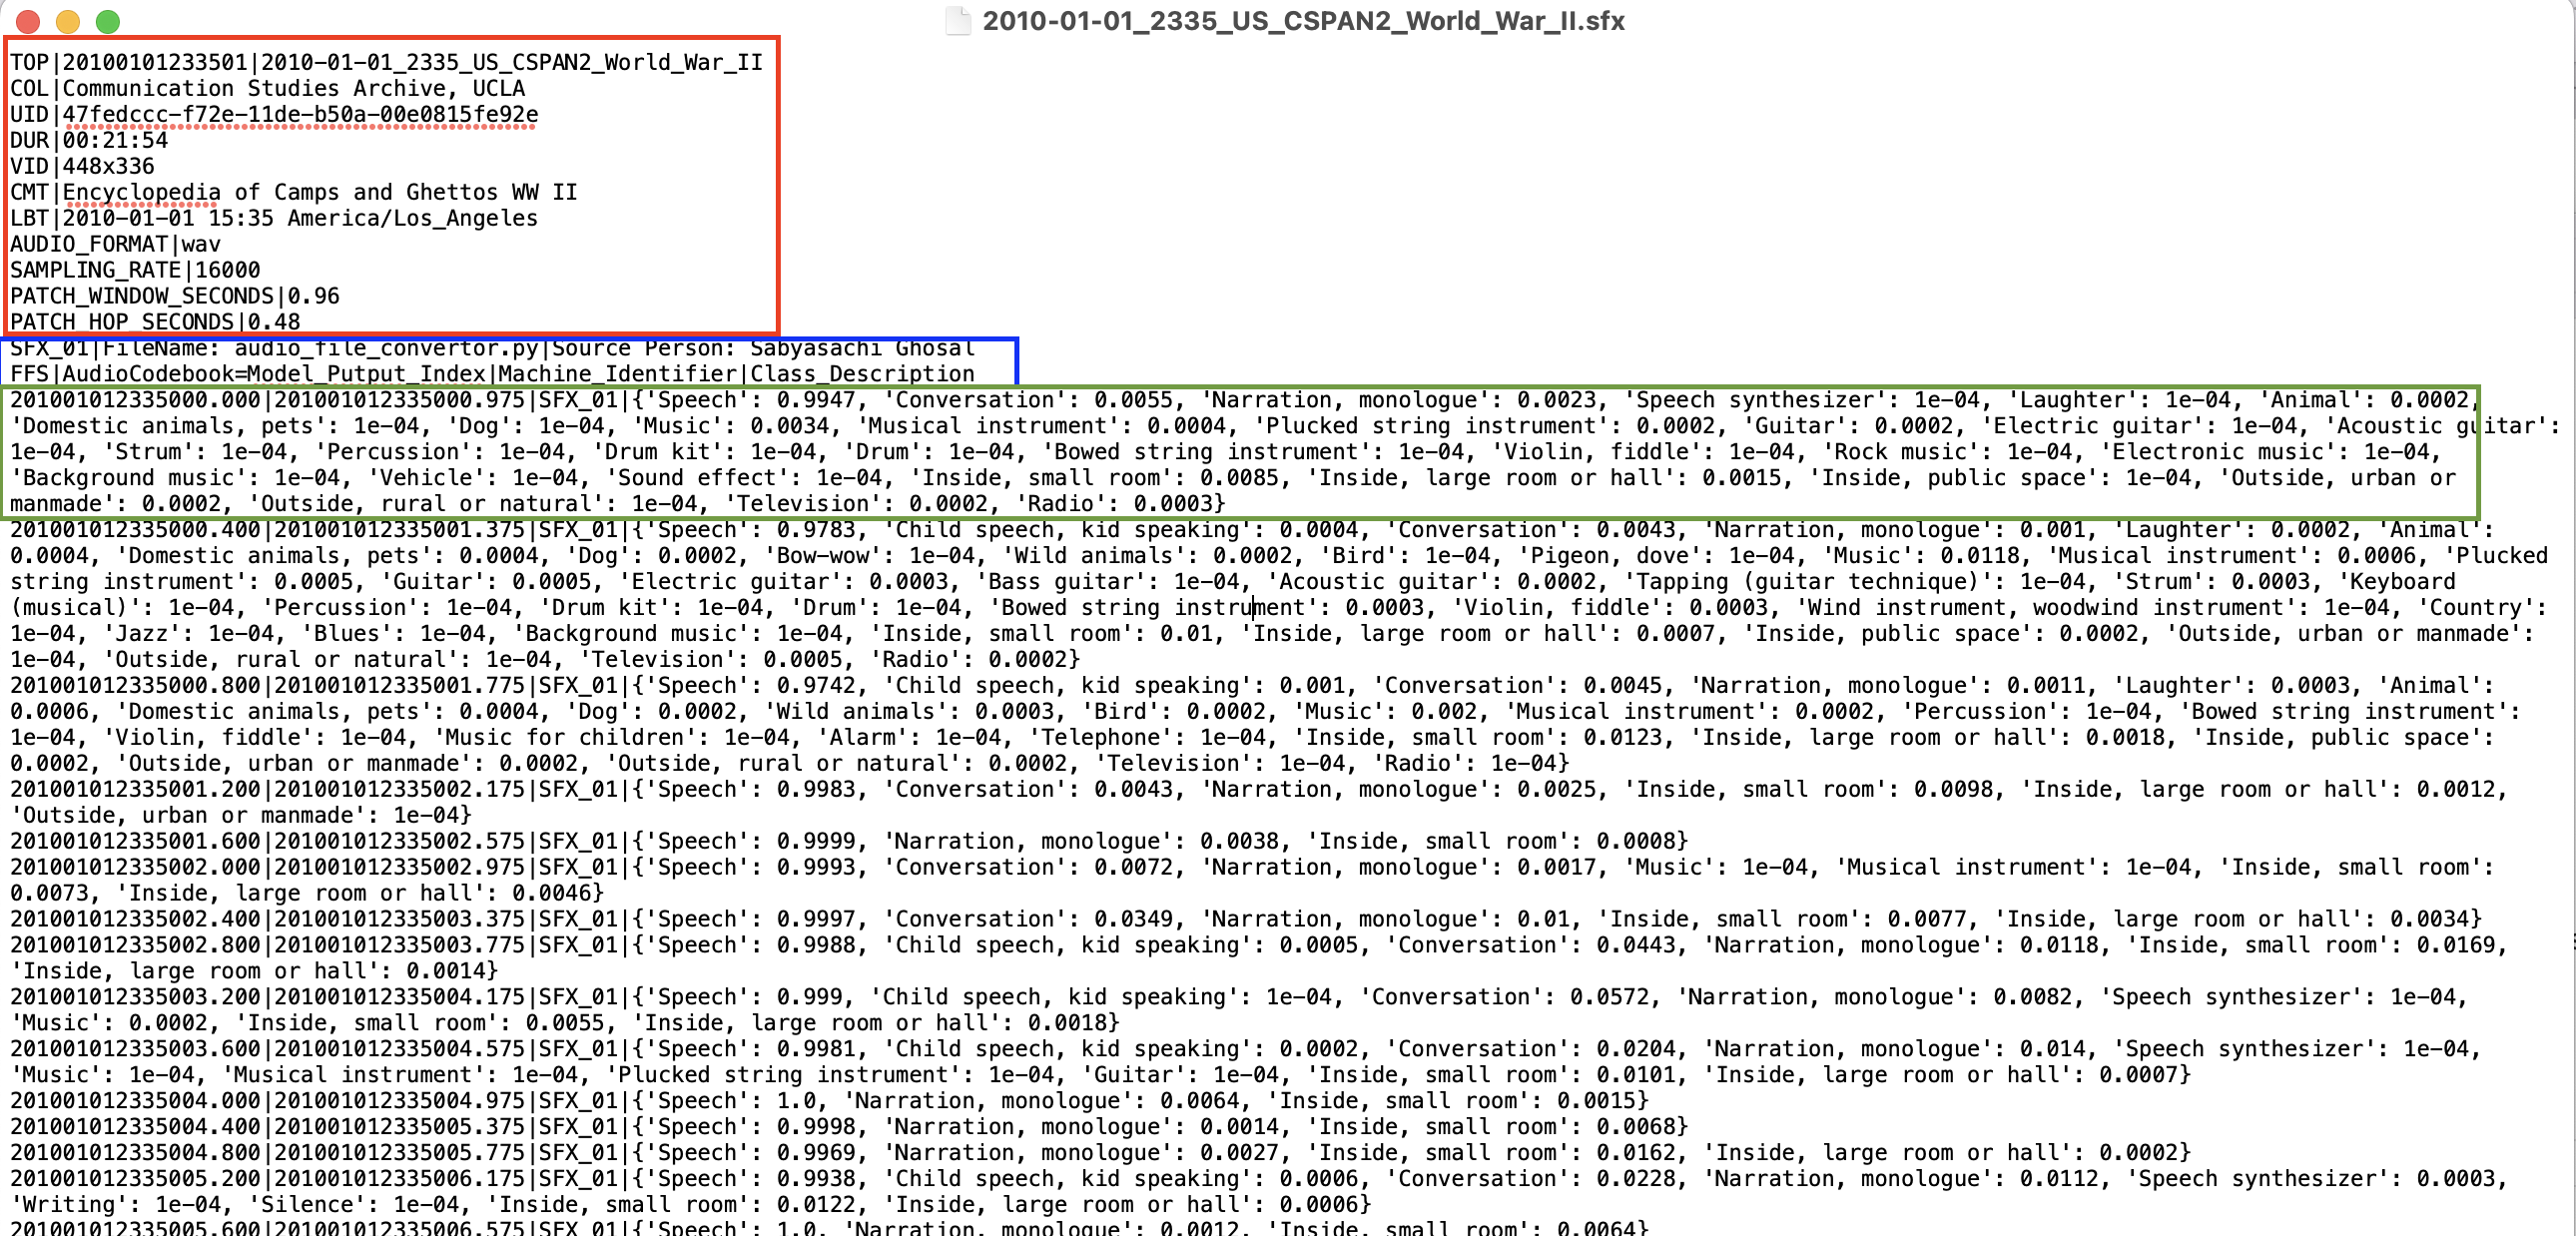 2010-01-01_2335_US_CSPAN2_World_War_II.sfx
TOP|20100101233501|2010-01-01_2335_US_CSPAN2_World_War_II
COL|Communication Studies Archive, UCLA
UID|47fedccc-f72e-11de-b50a-00e0815fe92e
DUR|00:21:54
VID|448x336
CMT|Encyclopedia of Camps and Ghettos WW II
LBT|2010-01-01 15:35 America/Los_Angeles
AUDIO_FORMAT|wav
SAMPLING_RATE|16000
PATCH_WINDOW_SECONDS|0.96
PATCH_HOP_SECONDS|0.48
SFX_01|FileName: audio_file_convertor.py|Source Person: Sabyasachi Ghosal
FFS|AudioCodebook=Model_Putput_Index|Machine_Identifier|Class_Description
201001012335000.000|201001012335000.975|SFX_01|{'Speech': 0.9947, 'Conversation': 0.0055, 'Narration, monologue': 0.0023, 'Speech synthesizer': 1e-04, 'Laughter': 1e-04, 'Animal': 0.0002,
'Domestic animals, pets': 1e-04, 'Dog': 1e-04, 'Music': 0.0034, 'Musical instrument': 0.0004, 'Plucked string instrument': 0.0002, 'Guitar': 0.0002, 'Electric guitar': 1e-04, 'Acoustic guitar':
1e-04, 'Strum': 1e-04, 'Percussion': 1e-04, 'Drum kit': 1e-04, 'Drum': 1e-04, 'Bowed string instrument': 1e-04, 'Violin, fiddle': 1e-04, 'Rock music': 1e-04, 'Electronic music': 1e-04,
'Background music': 1e-04, 'Vehicle': 1e-04, 'Sound effect': 1e-04, 'Inside, small room': 0.0085, 'Inside, large room or hall': 0.0015, 'Inside, public space': 1e-04, 'Outside, urban or
manmade': 0.0002, 'Outside, rural or natural': 1e-04, 'Television': 0.0002, 'Radio': 0.0003}
201001012335000.400|201001012335001.375|SFX_01|{'Speech': 0.9783, 'Child speech, kid speaking': 0.0004, 'Conversation': 0.0043, 'Narration, monologue': 0.001, 'Laughter': 0.0002, 'Animal':
0.0004, 'Domestic animals, pets': 0.0004, 'Dog': 0.0002, 'Bow-wow': 1e-04, 'Wild animals': 0.0002, 'Bird': 1e-04, 'Pigeon, dove': 1e-04, 'Music': 0.0118, 'Musical instrument': 0.0006, 'Plucked
string instrument': 0.0005, 'Guitar': 0.0005, 'Electric guitar': 0.0003, 'Bass guitar': 1e-04, 'Acoustic guitar': 0.0002, 'Tapping (guitar technique)': 1e-04, 'Strum': 0.0003, 'Keyboard
(musical)': 1e-04, 'Percussion': 1e-04, 'Drum kit': 1e-04, 'Drum': 1e-04, 'Bowed string instrument': 0.0003, 'Violin, fiddle': 0.0003, 'Wind instrument, woodwind instrument': 1e-04, 'Country':
1e-04, 'Jazz': 1e-04, 'Blues': 1e-04, 'Background music': 1e-04, 'Inside, small room': 0.01, 'Inside, large room or hall': 0.0007, 'Inside, public space': 0.0002, 'Outside, urban or manmade':
1e-04, 'Outside, rural or natural': 1e-04, 'Television': 0.0005, 'Radio': 0.0002}
201001012335000.800|201001012335001.775|SFX_01|{'Speech': 0.9742, 'Child speech, kid speaking': 0.001, 'Conversation': 0.0045, 'Narration, monologue': 0.0011, 'Laughter': 0.0003, 'Animal':
0.0006, 'Domestic animals, pets': 0.0004, 'Dog': 0.0002, 'Wild animals': 0.0003, 'Bird': 0.0002, 'Music': 0.002, 'Musical instrument': 0.0002, 'Percussion': 1e-04, 'Bowed string instrument':
1e-04, 'Violin, fiddle': 1e-04, 'Music for children': 1e-04, 'Alarm': 1e-04, 'Telephone': 1e-04, 'Inside, small room': 0.0123, 'Inside, large room or hall': 0.0018, 'Inside, public space':
0.0002, 'Outside, urban or manmade': 0.0002, 'Outside, rural or natural': 0.0002, 'Television': 1e-04, 'Radio': 1e-04}
201001012335001.200|201001012335002.175|SFX_01|{'Speech': 0.9983, 'Conversation': 0.0043, 'Narration, monologue': 0.0025, 'Inside, small room': 0.0098, 'Inside, large room or hall': 0.0012,
'Outside, urban or manmade': 1e-04}
201001012335001.600|201001012335002.575|SFX_01|{'Speech': 0.9999, 'Narration, monologue': 0.0038, 'Inside, small room': 0.0008}
201001012335002.000|201001012335002.975|SFX_01|{'Speech': 0.9993, 'Conversation': 0.0072, 'Narration, monologue': 0.0017, 'Music': 1e-04, 'Musical instrument': 1e-04, 'Inside, small room':
0.0073, 'Inside, large room or hall': 0.0046}
201001012335002.400|201001012335003.375|SFX_01|{'Speech': 0.9997, 'Conversation': 0.0349, 'Narration, monologue': 0.01, 'Inside, small room': 0.0077, 'Inside, large room or hall': 0.0034}
201001012335002.800|201001012335003.775|SFX_01|{'Speech': 0.9988, 'Child speech, kid speaking': 0.0005, 'Conversation': 0.0443, 'Narration, monologue': 0.0118, 'Inside, small room': 0.0169,
'Inside, large room or hall': 0.0014}
201001012335003.200|201001012335004.175|SFX_01|{'Speech': 0.999, 'Child speech, kid speaking': 1e-04, 'Conversation': 0.0572, 'Narration, monologue': 0.0082, 'Speech synthesizer': 1e-04,
'Music': 0.0002, 'Inside, small room': 0.0055, 'Inside, large room or hall': 0.0018}
201001012335003.600|201001012335004.575|SFX_01|{'Speech': 0.9981, 'Child speech, kid speaking': 0.0002, 'Conversation': 0.0204, 'Narration, monologue': 0.014, 'Speech synthesizer': 1e-04,
'Music': 1e-04, 'Musical instrument': 1e-04, 'Plucked string instrument': 1e-04, 'Guitar': 1e-04, 'Inside, small room': 0.0101, 'Inside, large room or hall': 0.0007}
201001012335004.000|201001012335004.975|SFX_01|{'Speech': 1.0, 'Narration, monologue': 0.0064, 'Inside, small room': 0.0015}
201001012335004.400|201001012335005.375|SFX_01|{'Speech': 0.9998, 'Narration, monologue': 0.0014, 'Inside, small room': 0.0068}
201001012335004.800|201001012335005.775|SFX_01|{'Speech': 0.9969, 'Narration, monologue': 0.0027, 'Inside, small room': 0.0162, 'Inside, large room or hall': 0.0002}
201001012335005.200|201001012335006.175|SFX_01|{'Speech': 0.9938, 'Child speech, kid speaking': 0.0006, 'Conversation': 0.0228, 'Narration, monologue': 0.0112, 'Speech synthesizer': 0.0003,
'Writing': 1e-04, 'Silence': 1e-04, 'Inside, small room': 0.0122, 'Inside, large room or hall': 0.0006}
201001012335005.600|201001012335006.575|SFX_01|{'Speech': 1.0, 'Narration, monologue': 0.0012, 'Inside, small room': 0.0064}